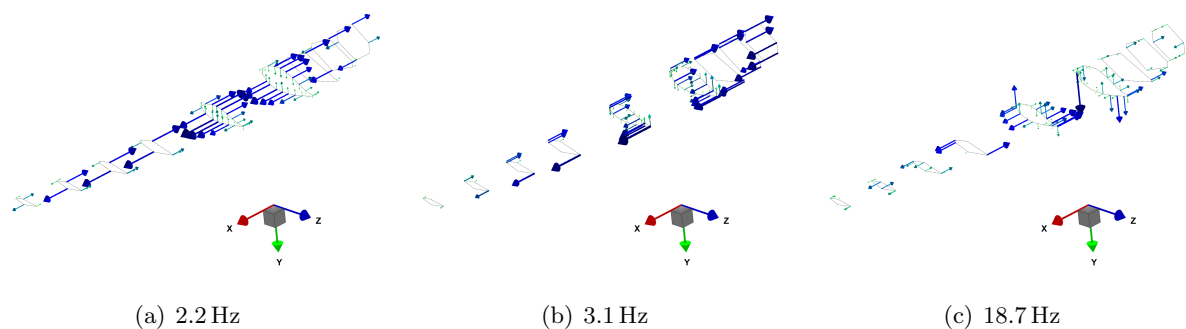 X Z X Z X Z
Y Y Y
(a) 2.2 Hz (b) 3.1 Hz (c) 18.7 Hz